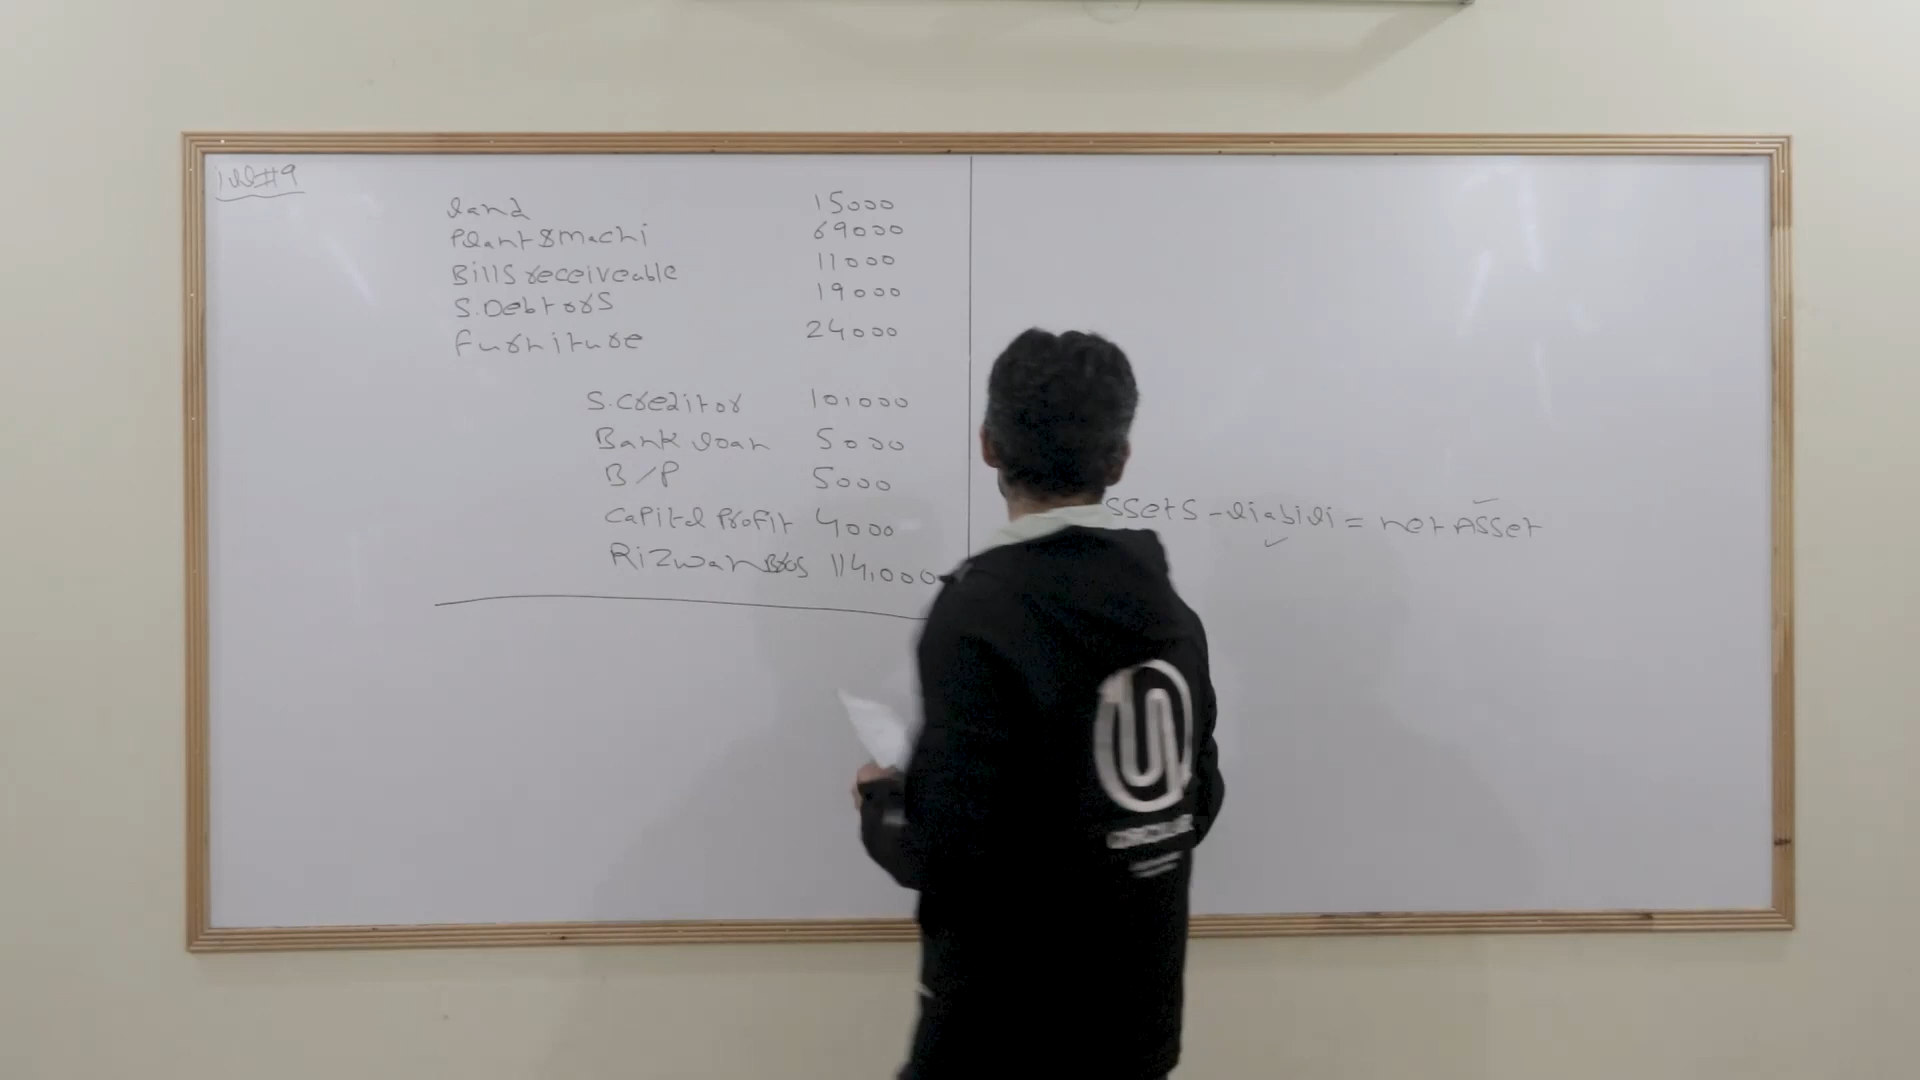 Ill#9
Land 15000
Plant & Machi 69000
Bills receiveable 11000
S.Debtors 19000
Furniture 24000
S.Creditor 101000
Bank loan 5000
B/P 5000
Capital Profit 4000
Rizwan Bros 114,000
ssets - liabili = net Asset